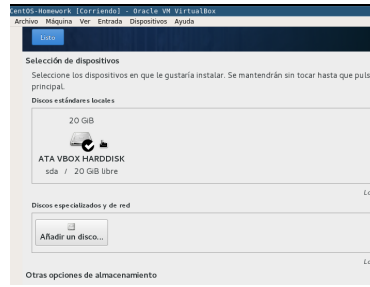 CentOS-Homework [Corriendo] - Oracle VM VirtualBox
Archivo Máquina Ver Entrada Dispositivos Ayuda
Listo
Selección de dispositivos
Seleccione los dispositivos en que le gustaría instalar. Se mantendrán sin tocar hasta que puls
principal.
Discos estándares locales
20 GiB
ATA VBOX HARDDISK
sda / 20 GiB libre
Discos especializados y de red
Añadir un disco...
Otras opciones de almacenamiento